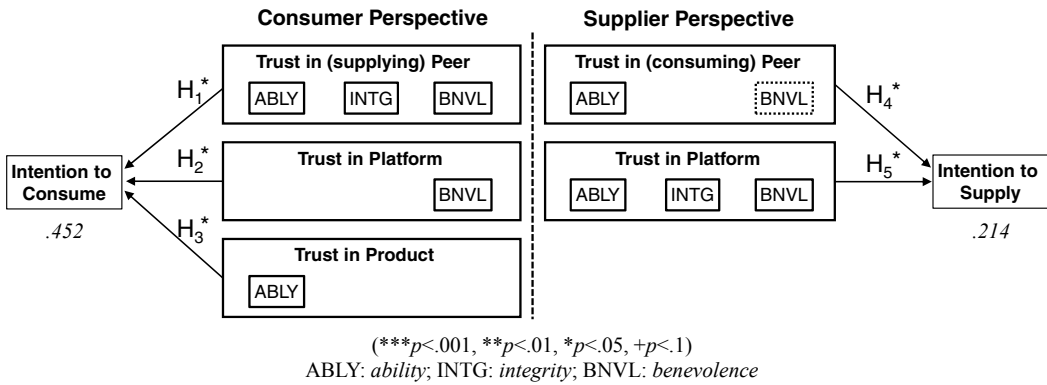 Consumer Perspective
Supplier Perspective
Trust in (supplying) Peer
ABLY INTG BNVL
Trust in (consuming) Peer
ABLY BNVL
H1*
H4*
Trust in Platform
BNVL
Trust in Platform
ABLY INTG BNVL
H2*
H5*
Intention to
Consume
.452
Intention to
Supply
.214
H3*
Trust in Product
ABLY
(***p<.001, **p<.01, *p<.05, +p<.1)
ABLY: ability; INTG: integrity; BNVL: benevolence